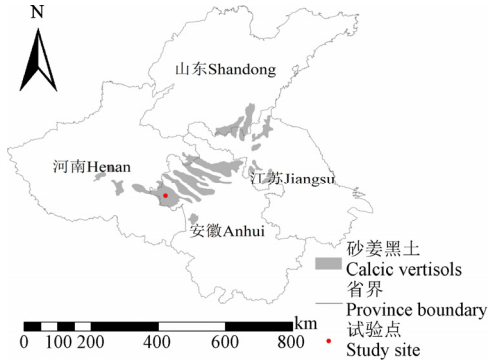 N
山东Shandong
河南Henan
江苏Jiangsu
安徽Anhui
砂姜黑土
Calcic vertisols
省界
Province boundary
试验点
Study site
km
0 100 200 400 600 800